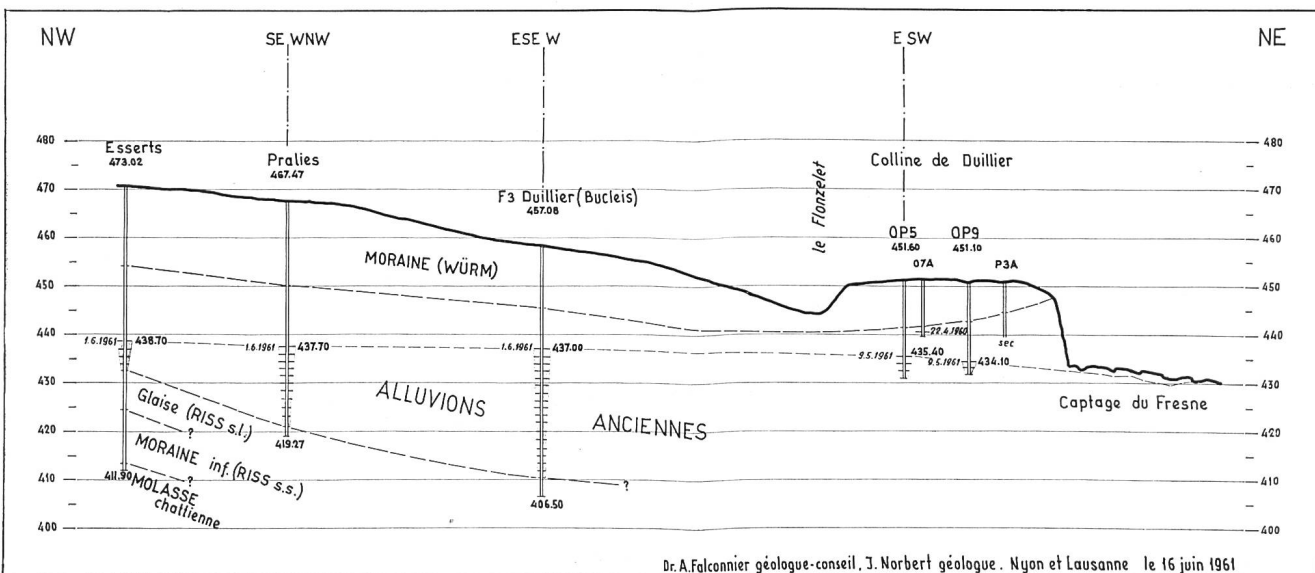 NW
SE WNW
ESE W
E SW
NE
480
480
Esserts
473.02
Pralies
467.47
le Flonzelet
Colline de Duillier
470
470
F3 Duillier (Bucleis)
457.08
OP5
451.60
OP9
451.10
460
460
O7A
P3A
MORAINE (WÜRM)
450
450
440
440
1.6.1961
438.70
1.6.1961
437.70
1.6.1961
437.00
22.4.1960
sec
9.5.1961
435.40
9.5.1961
434.10
430
430
Glaise (RISS s.l.)
?
ALLUVIONS
ANCIENNES
Captage du Fresne
420
420
419.27
MORAINE inf. (RISS s.s.)
?
411.90
MOLASSE
chattienne
410
410
?
406.50
400
400
Dr. A. Falconnier géologue-conseil, J. Norbert géologue. Nyon et Lausanne le 16 juin 1961